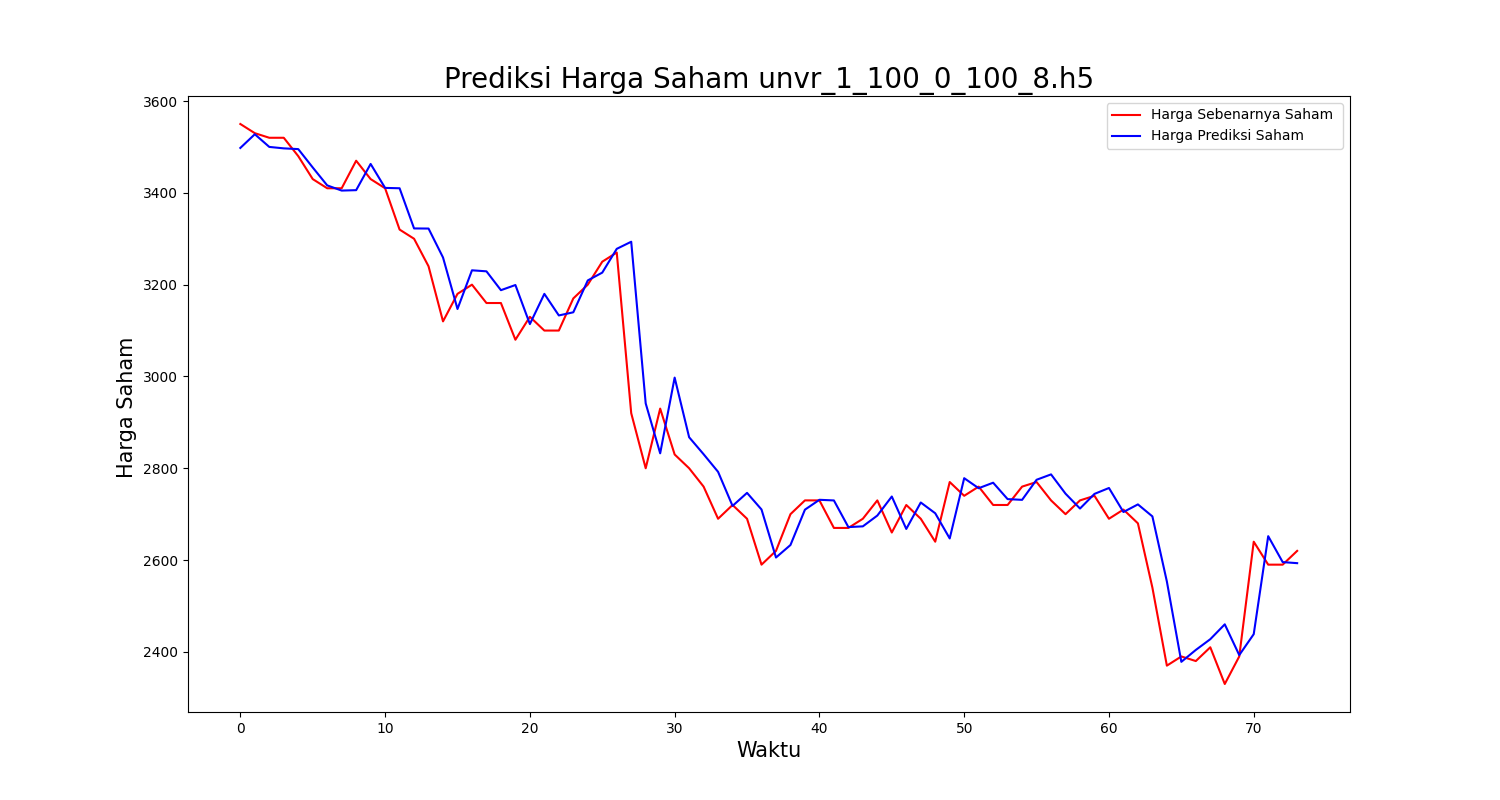 Prediksi Harga Saham unvr_1_100_0_100_8.h5
Harga Sebenarnya Saham
Harga Prediksi Saham
3600
3400
3200
3000
2800
2600
2400
Harga Saham
0 10 20 30 40 50 60 70
Waktu